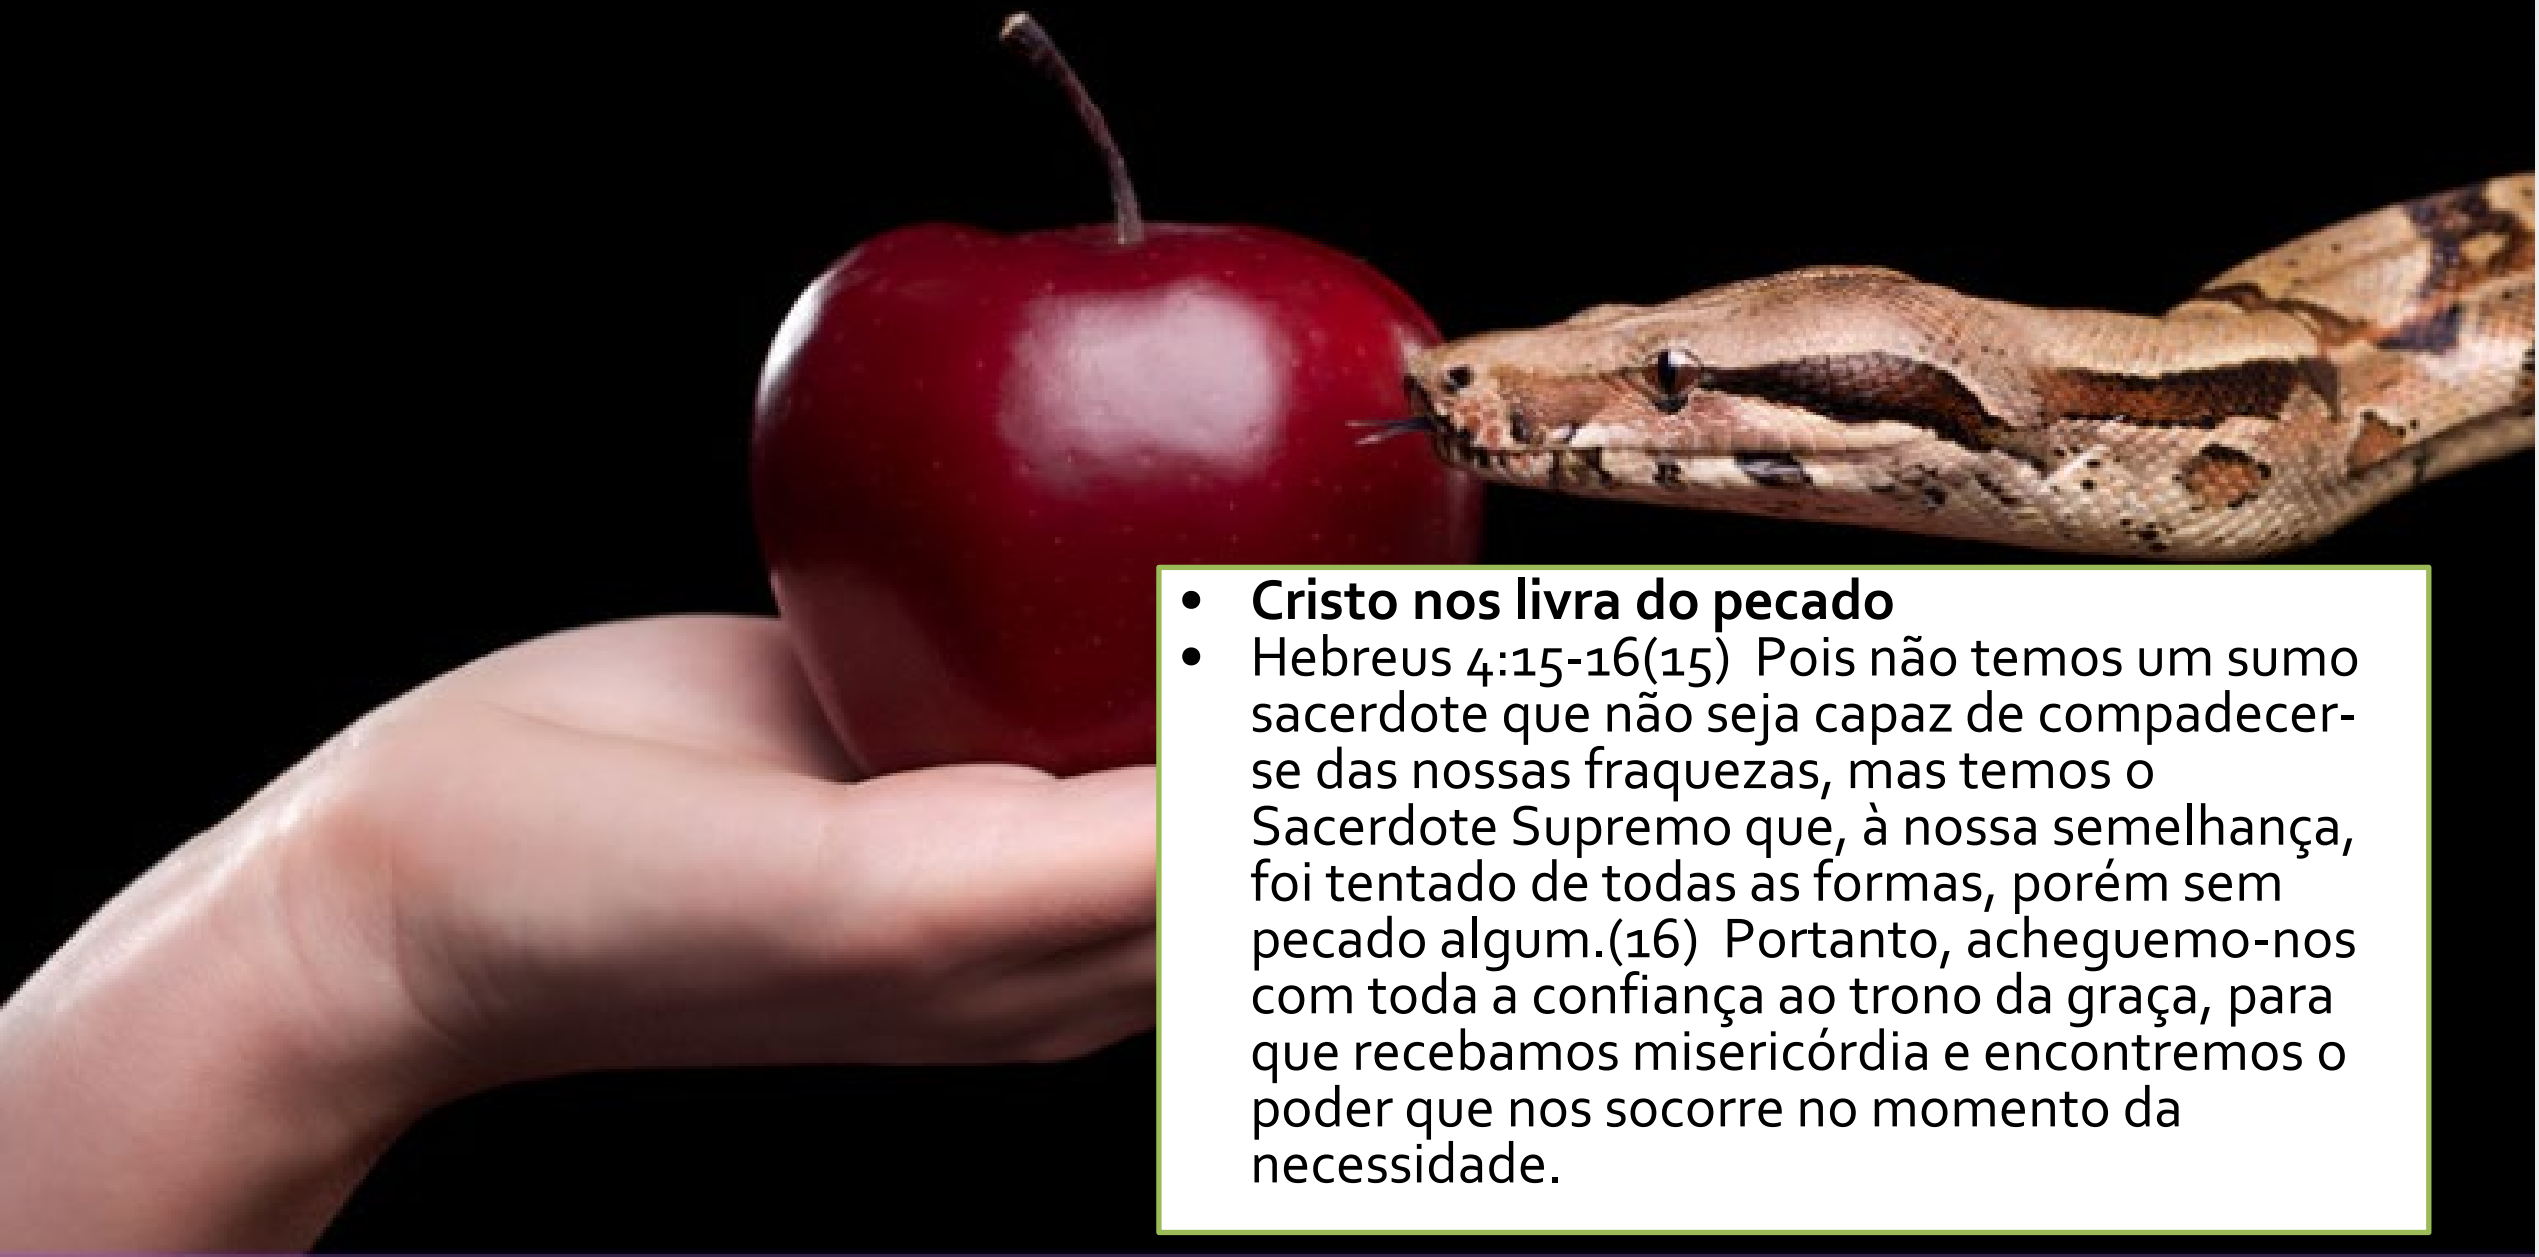 • Cristo nos livra do pecado
• Hebreus 4:15-16(15)  Pois não temos um sumo
sacerdote que não seja capaz de compadecer-
se das nossas fraquezas, mas temos o
Sacerdote Supremo que, à nossa semelhança,
foi tentado de todas as formas, porém sem
pecado algum.(16)  Portanto, acheguemo-nos
com toda a confiança ao trono da graça, para
que recebamos misericórdia e encontremos o
poder que nos socorre no momento da
necessidade.